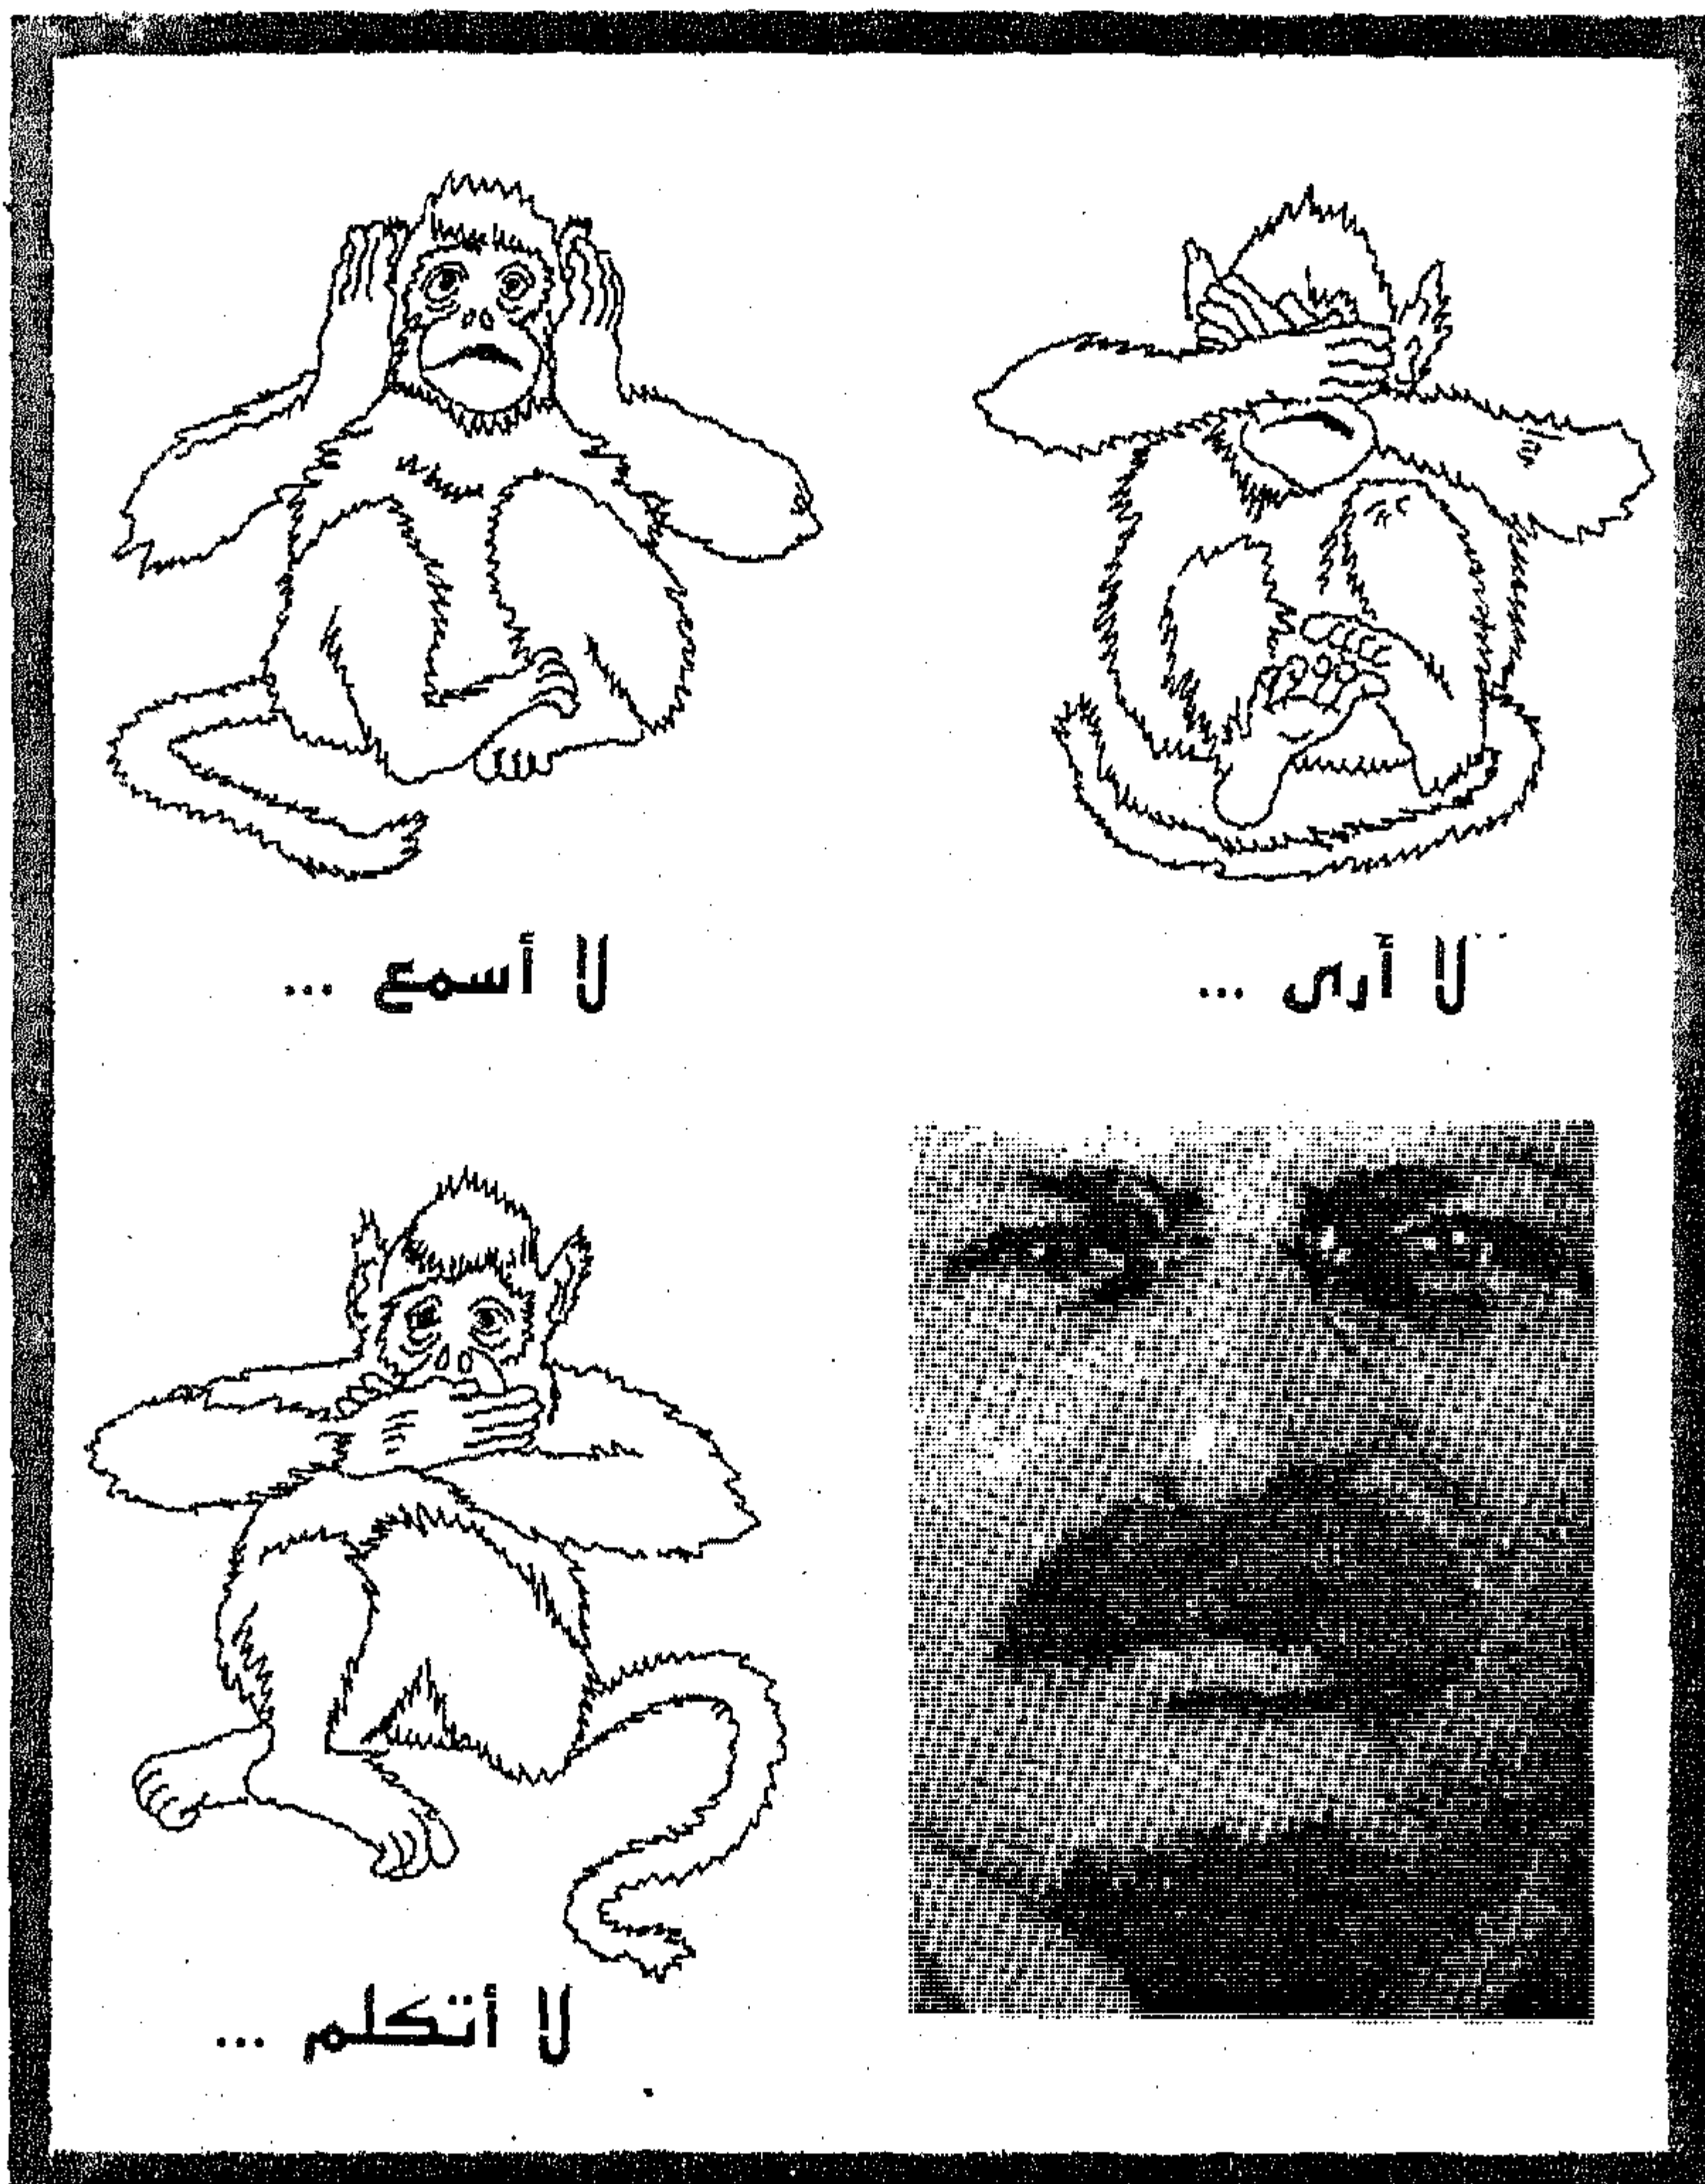 لا أرى ...
لا أسمع ...
لا أتكلم ...